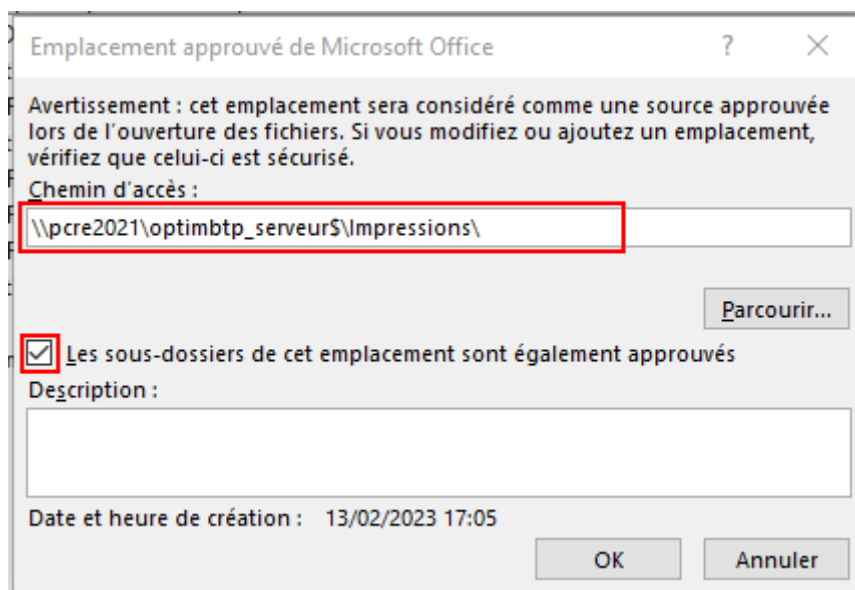 Emplacement approuvé de Microsoft Office
?
Avertissement : cet emplacement sera considéré comme une source approuvée
lors de l'ouverture des fichiers. Si vous modifiez ou ajoutez un emplacement,
vérifiez que celui-ci est sécurisé.
Chemin d'accès :
\\pcre2021\optimbtp_serveur$\Impressions\
Parcourir...
Les sous-dossiers de cet emplacement sont également approuvés
Description :
Date et heure de création : 13/02/2023 17:05
OK Annuler